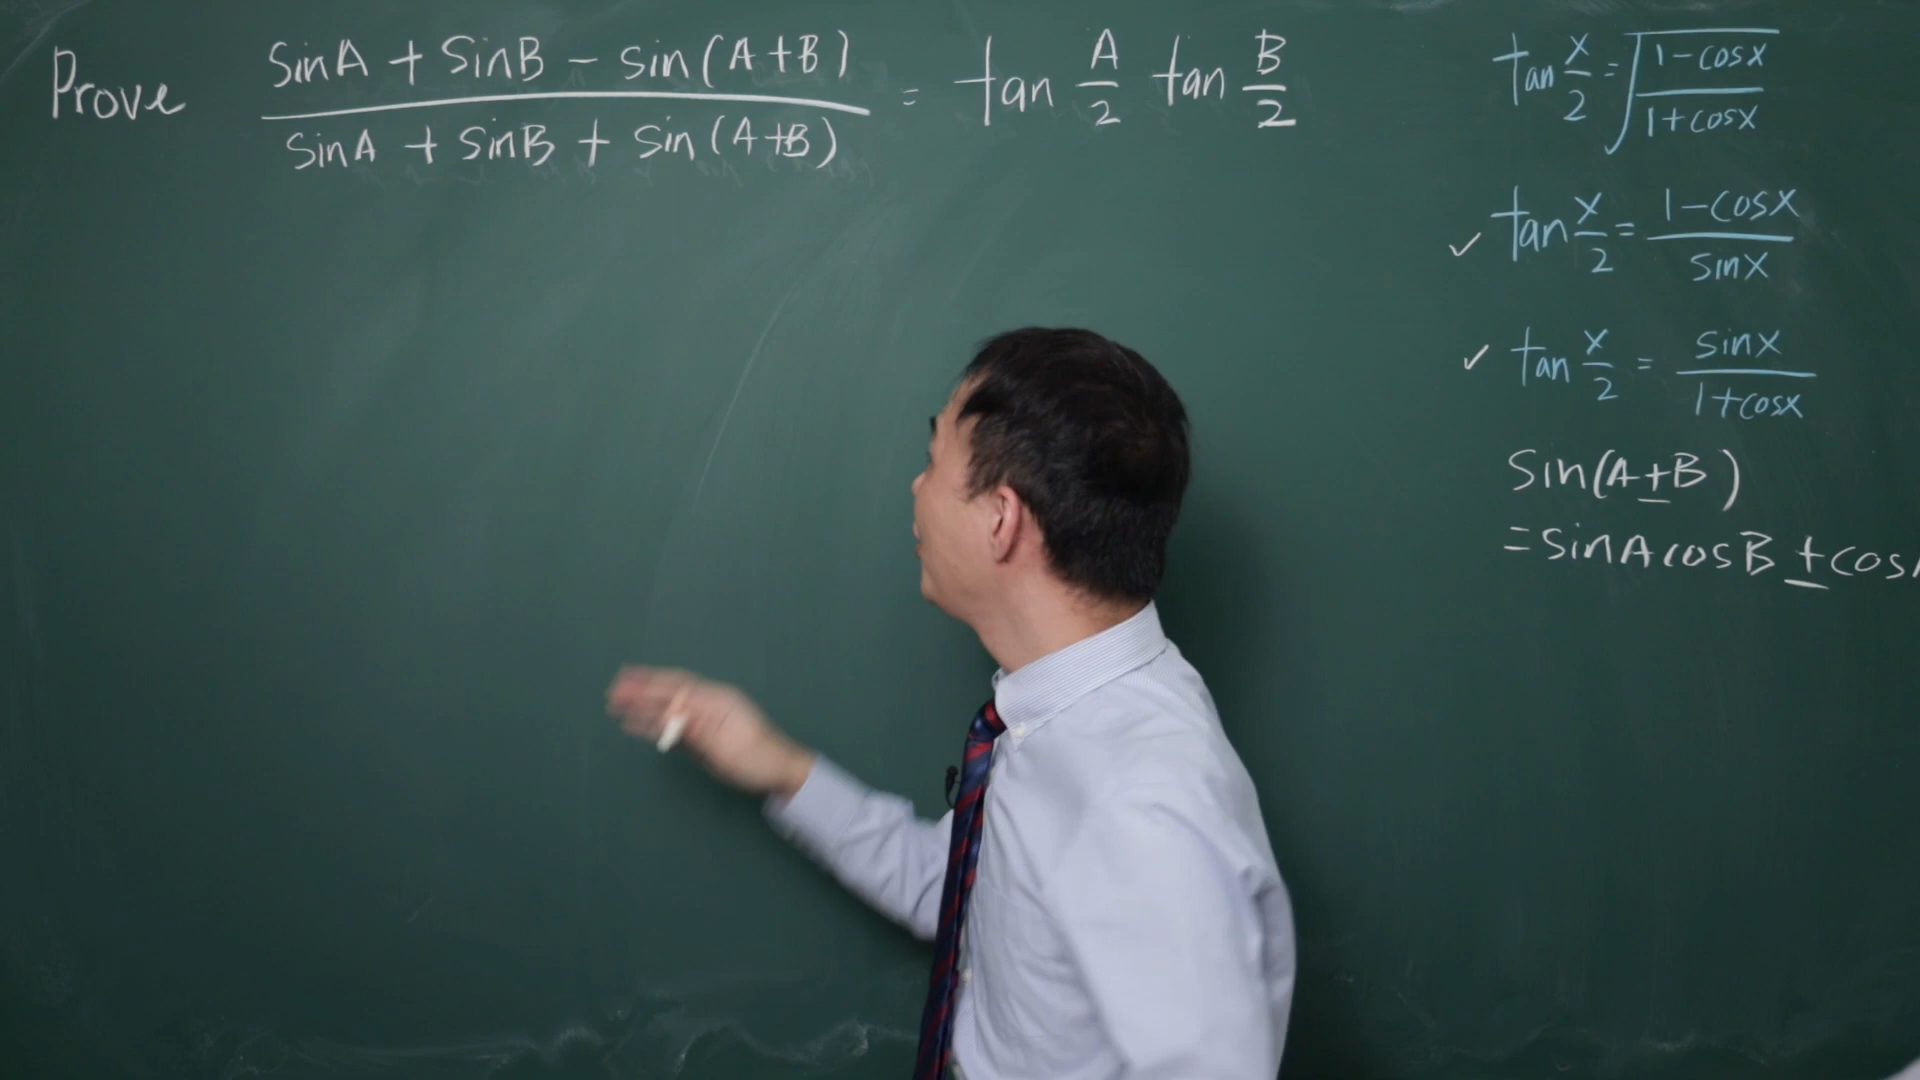 Prove (sinA + sinB - sin(A+B)) / (sinA + sinB + sin(A+B)) = tan A/2 tan B/2
tan x/2 = √((1-cosx)/(1+cosx))
✓ tan x/2 = (1-cosx)/sinx
✓ tan x/2 = sinx/(1+cosx)
Sin(A±B)
=sinAcosB ± cos